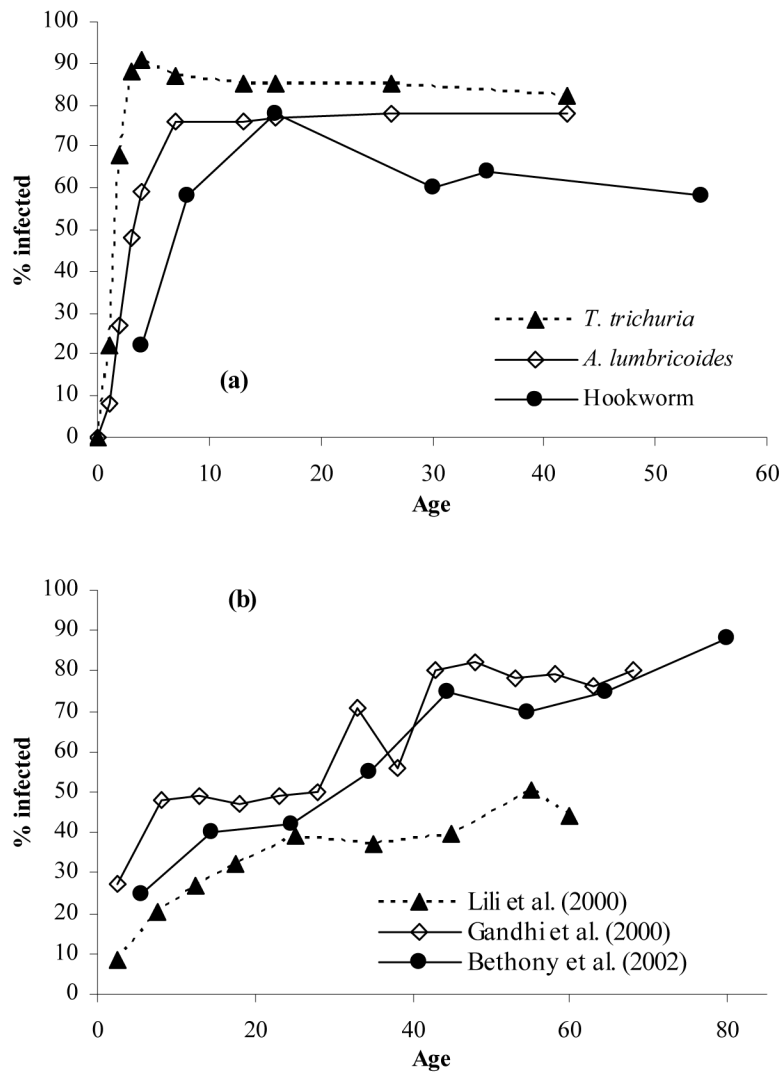 100
90
80
70
60
50
40
30
20
10
0
% infected
(a)
T. trichuria
A. lumbricoides
Hookworm
0 10 20 30 40 50 60
Age
100
90
80
70
60
50
40
30
20
10
0
% infected
(b)
Lili et al. (2000)
Gandhi et al. (2000)
Bethony et al. (2002)
0 20 40 60 80
Age